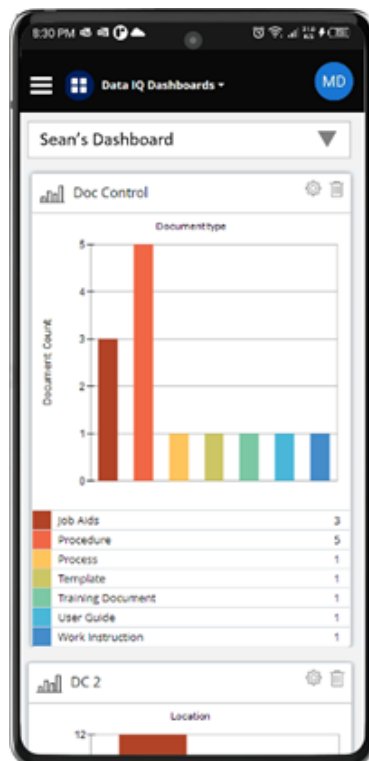 8:30 PM
Data IQ Dashboards
MD
Sean's Dashboard
Doc Control
Documenttype
Document Count
5
4
3
2
1
0
Job Aids 3
Procedure 5
Process 1
Template 1
Training Document 1
User Guide 1
Work Instruction 1
DC 2
Location
12